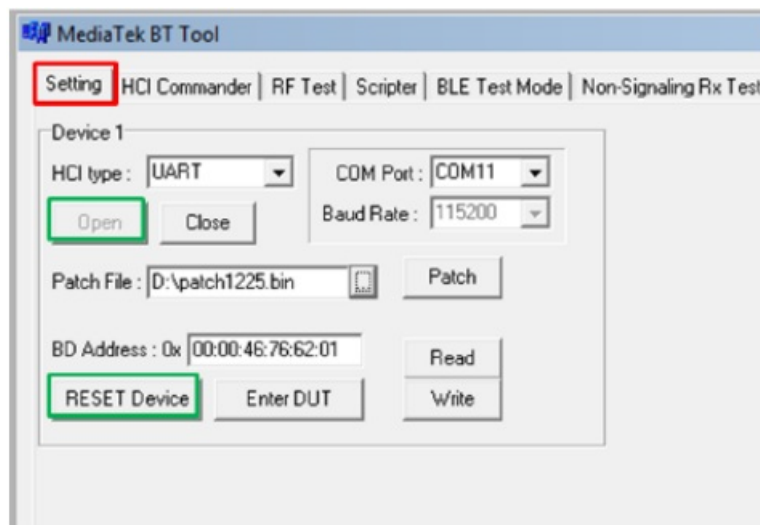 MediaTek BT Tool
Setting HCI Commander RF Test Scripter BLE Test Mode Non-Signaling Rx Test
Device 1
HCI type : UART COM Port : COM11
Open Close Baud Rate : 115200
Patch File : D:\patch1225.bin Patch
BD Address : 0x 00:00:46:76:62:01 Read
RESET Device Enter DUT Write